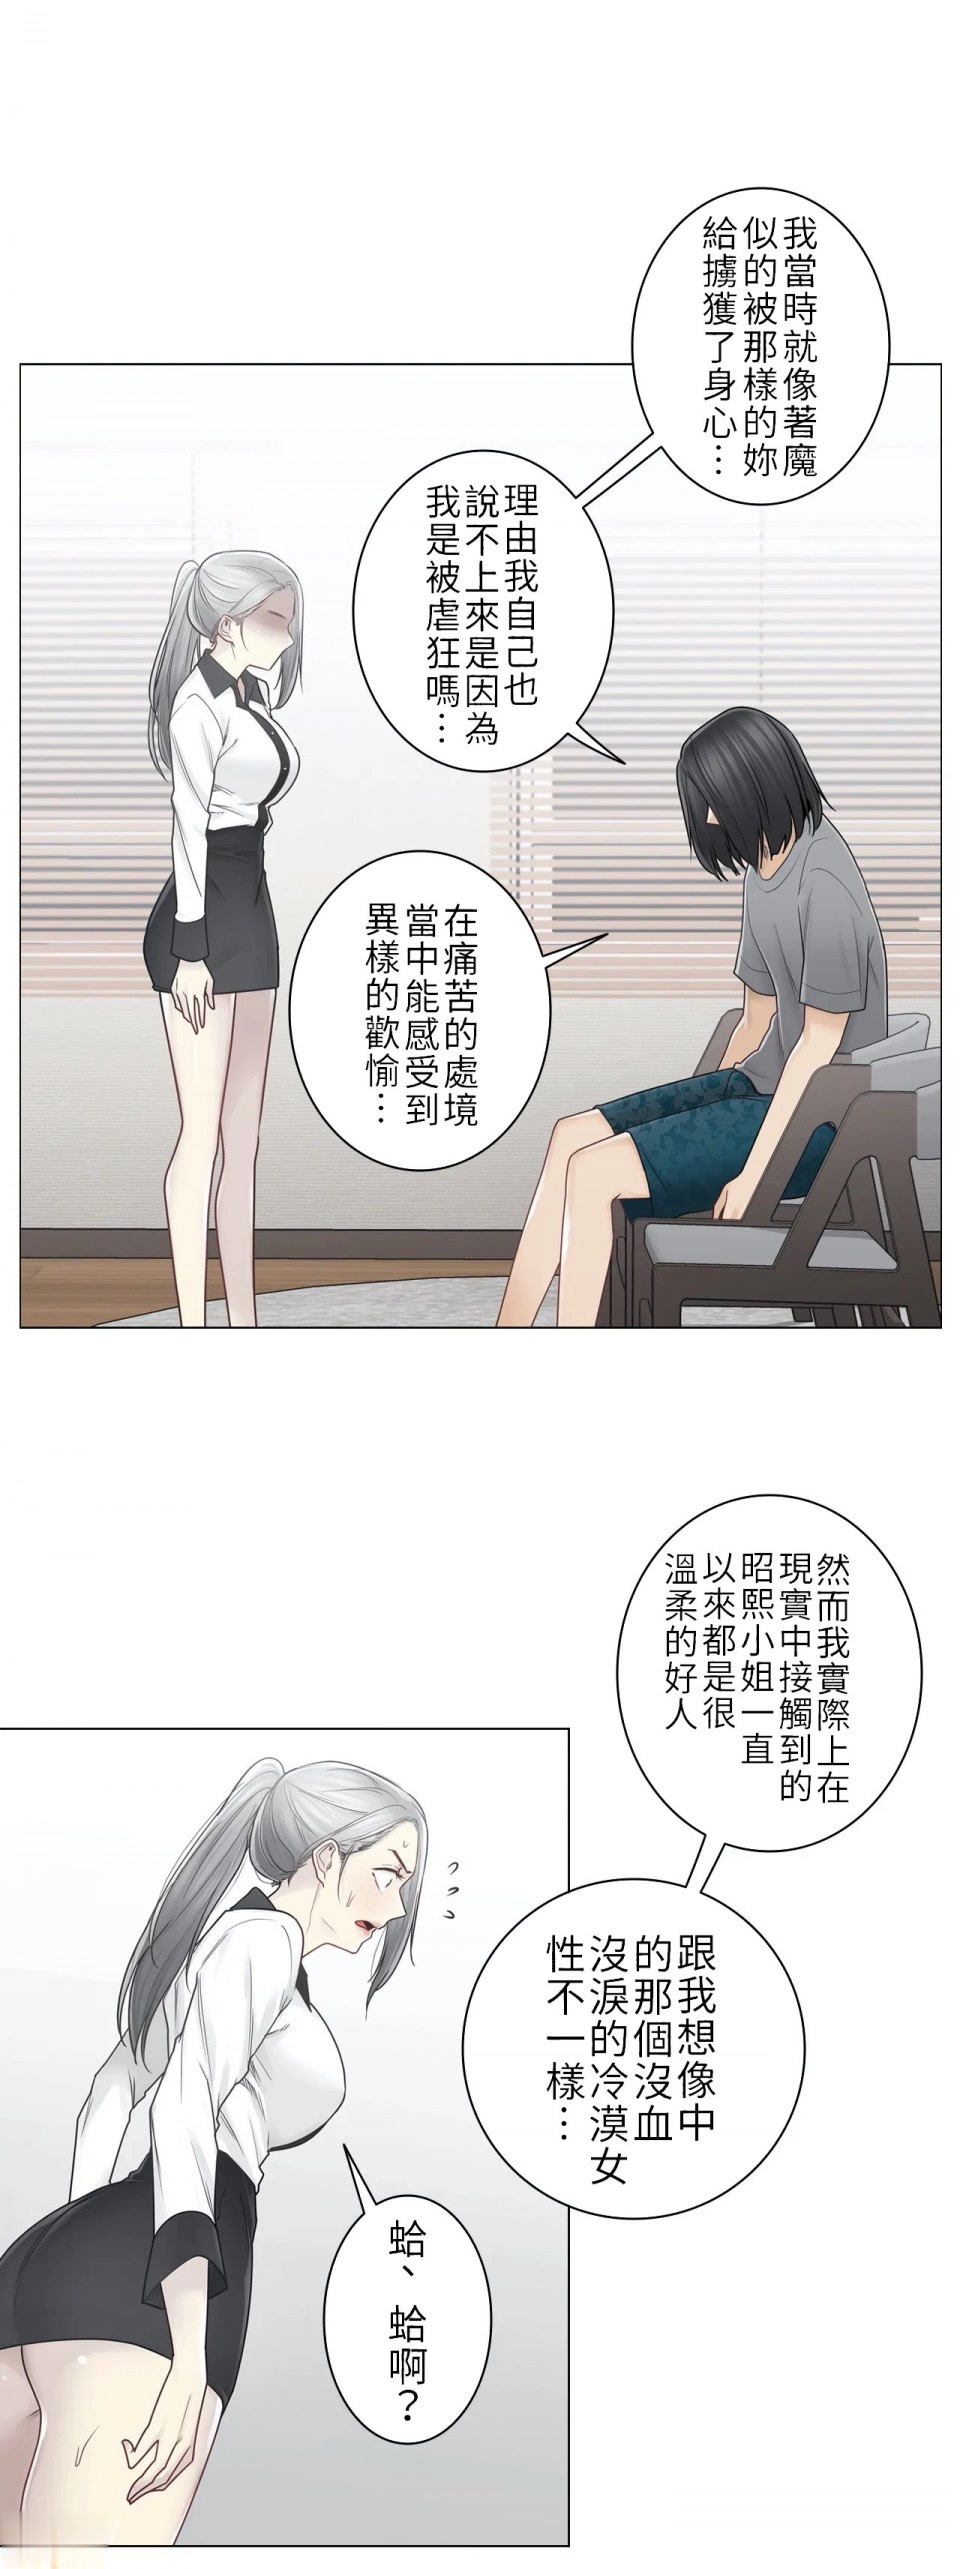 我當時就像著魔
似的被那樣的妳
給擄獲了身心…
理由我自己也
說不上來是因為
我是被虐狂嗎…
在痛苦的處境
當中能感受到
異樣的歡愉…
然而我實際上在
現實中接觸到的
昭熙小姐一直
以來都是很
溫柔的好人
跟我想像中
的那個沒血
沒淚的冷漠女
性不一樣…
蛤、蛤啊？